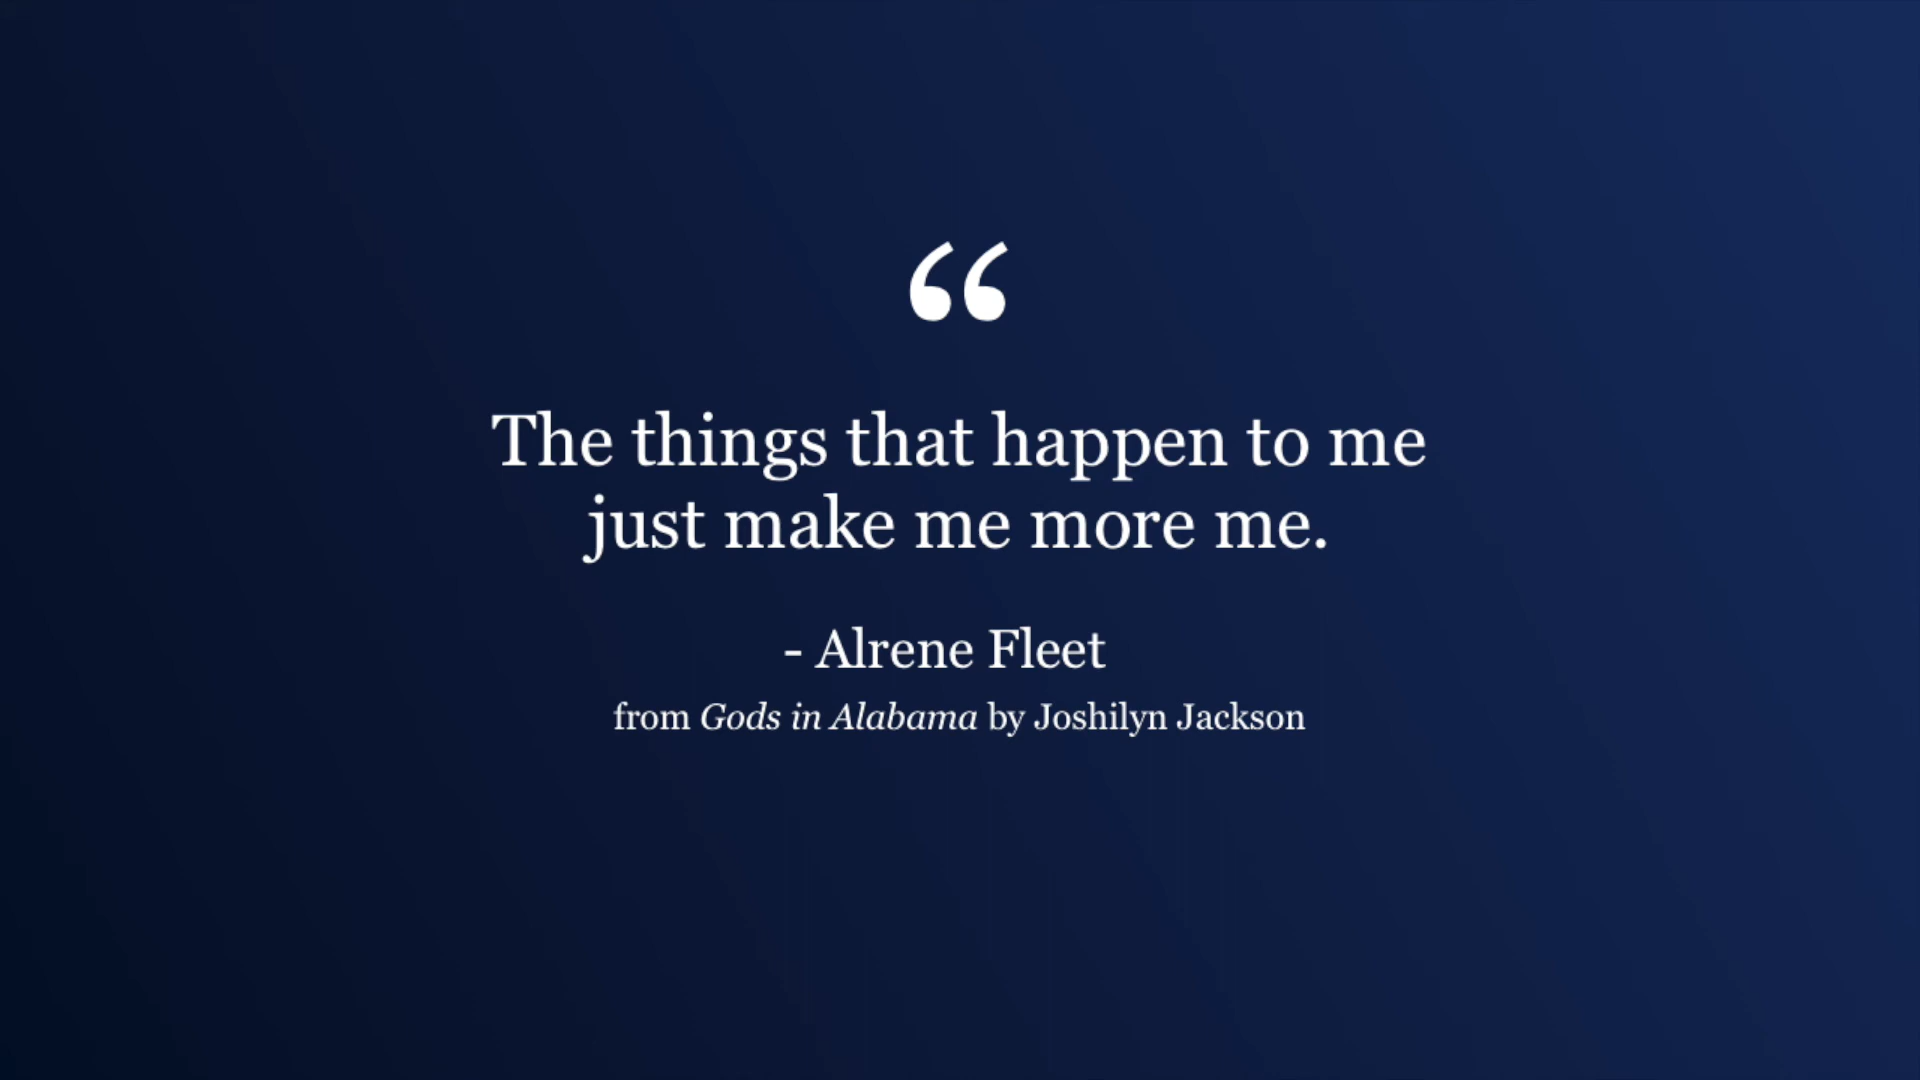 “
The things that happen to me
just make me more me.
- Alrene Fleet
from Gods in Alabama by Joshilyn Jackson